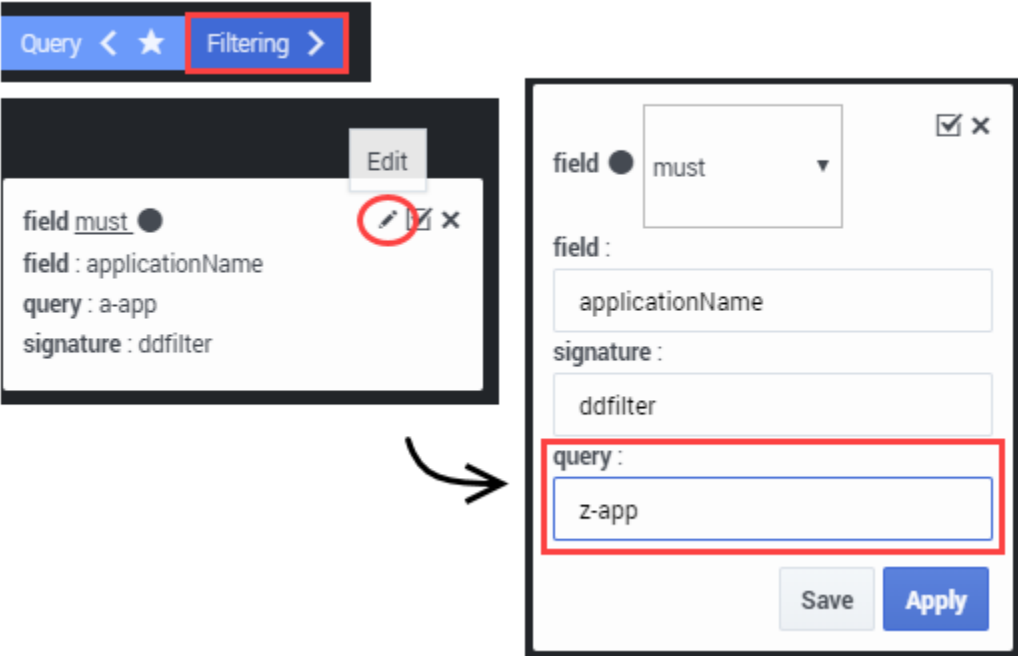 Query Filtering
Edit
field must
field : applicationName
query : a-app
signature : ddfilter
field must
field :
applicationName
signature :
ddfilter
query :
z-app
Save Apply